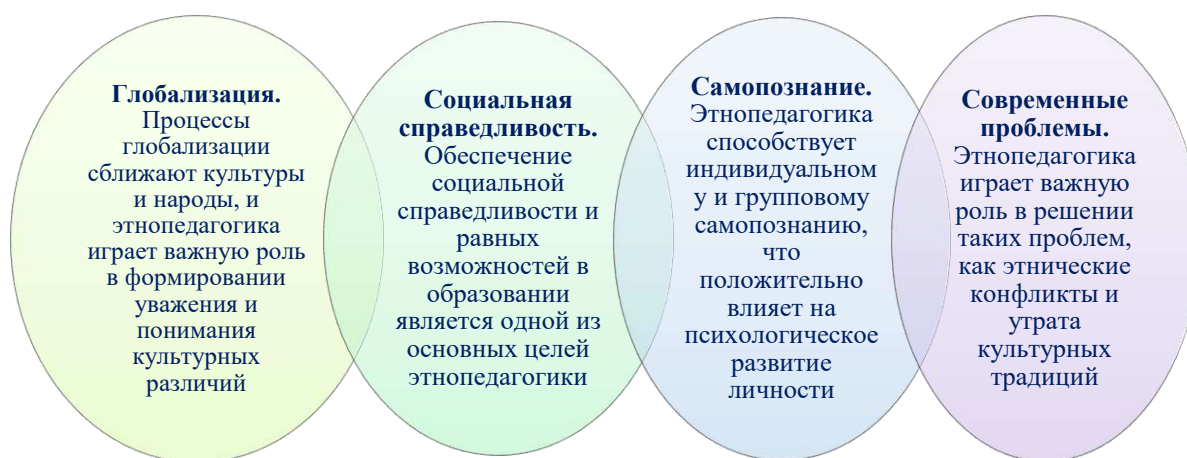 Глобализация.
Процессы
глобализации
сближают культуры
и народы, и
этнопедагогика
играет важную роль
в формировании
уважения и
понимания
культурных
различий
Социальная
справедливость.
Обеспечение
социальной
справедливости и
равных
возможностей в
образовании
является одной из
основных целей
этнопедагогики
Самопознание.
Этнопедагогика
способствует
индивидуальном
у и групповому
самопознанию,
что
положительно
влияет на
психологическое
развитие
личности
Современные
проблемы.
Этнопедагогика
играет важную
роль в решении
таких проблем,
как этнические
конфликты и
утрата
культурных
традиций